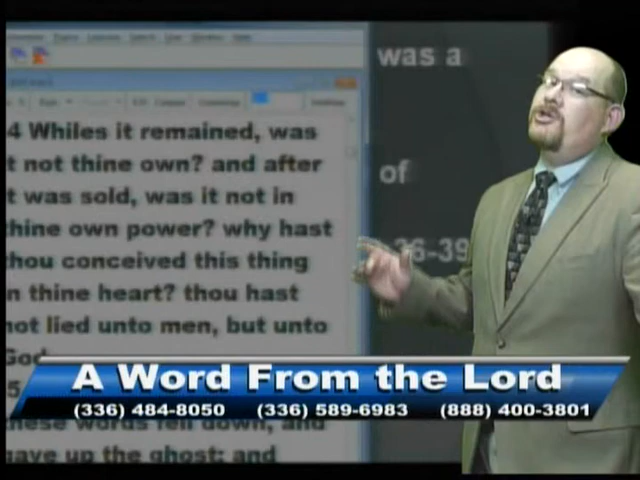 4 Whiles it remained, was
t not thine own? and after
t was sold, was it not in
thine own power? why hast
thou conceived this thing
n thine heart? thou hast
not lied unto men, but unto
God
5
these words fell down, and
gave up the ghost: and
was a
of
36-39
A Word From the Lord
(336) 484-8050 (336) 589-6983 (888) 400-3801